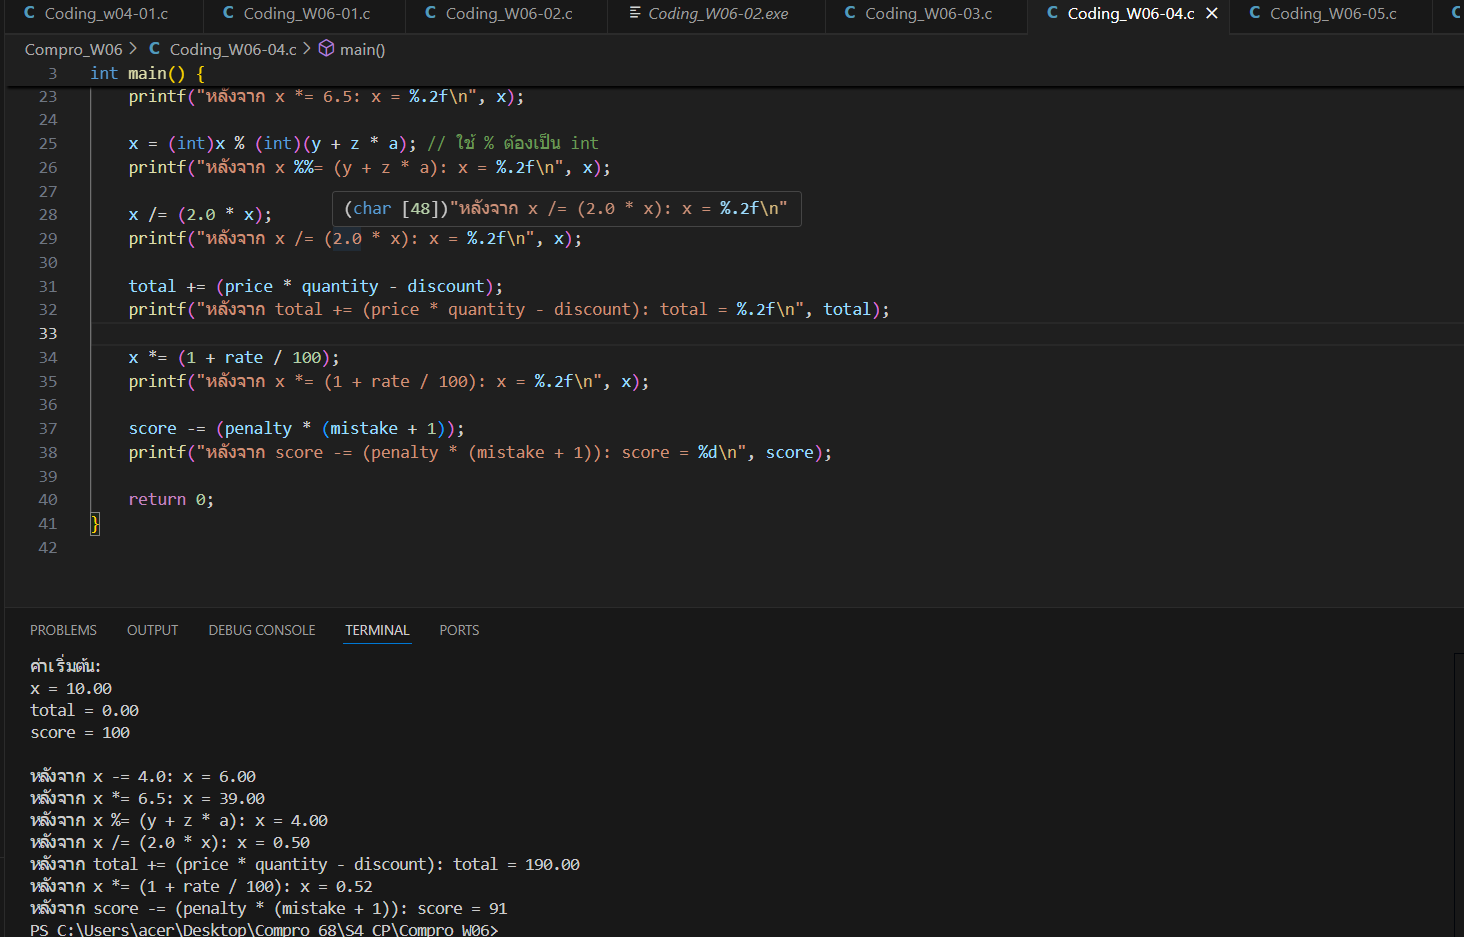 Coding_w04-01.c Coding_W06-01.c Coding_W06-02.c Coding_W06-02.exe Coding_W06-03.c Coding_W06-04.c Coding_W06-05.c
Compro_W06 > C Coding_W06-04.c > main()
3 int main() {
23 printf("หลังจาก x *= 6.5: x = %.2f\n", x);
24
25 x = (int)x % (int)(y + z * a); // ใช้ % ต้องเป็น int
26 printf("หลังจาก x %%= (y + z * a): x = %.2f\n", x);
27
(char [48])"หลังจาก x /= (2.0 * x): x = %.2f\n"
28 x /= (2.0 * x);
29 printf("หลังจาก x /= (2.0 * x): x = %.2f\n", x);
30
31 total += (price * quantity - discount);
32 printf("หลังจาก total += (price * quantity - discount): total = %.2f\n", total);
33
34 x *= (1 + rate / 100);
35 printf("หลังจาก x *= (1 + rate / 100): x = %.2f\n", x);
36
37 score -= (penalty * (mistake + 1));
38 printf("หลังจาก score -= (penalty * (mistake + 1)): score = %d\n", score);
39
40 return 0;
41 }
42
PROBLEMS OUTPUT DEBUG CONSOLE TERMINAL PORTS
ค่าเริ่มต้น:
x = 10.00
total = 0.00
score = 100
หลังจาก x -= 4.0: x = 6.00
หลังจาก x *= 6.5: x = 39.00
หลังจาก x %= (y + z * a): x = 4.00
หลังจาก x /= (2.0 * x): x = 0.50
หลังจาก total += (price * quantity - discount): total = 190.00
หลังจาก x *= (1 + rate / 100): x = 0.52
หลังจาก score -= (penalty * (mistake + 1)): score = 91
PS C:\Users\acer\Desktop\Compro 68\S4 CP\Compro W06>